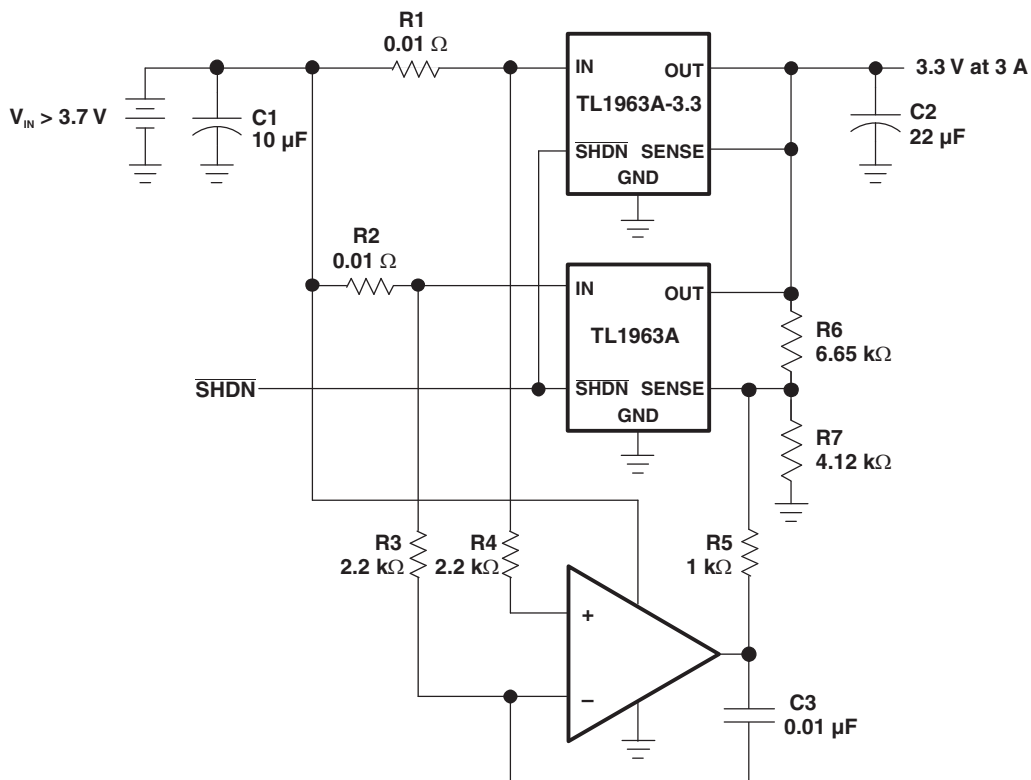 R1
0.01 Ω
IN
OUT
3.3 V at 3 A
TL1963A-3.3
V_IN > 3.7 V
C1
10 µF
C2
22 µF
SHDN
SENSE
GND
R2
0.01 Ω
IN
OUT
TL1963A
R6
6.65 kΩ
SHDN
SHDN
SENSE
GND
R7
4.12 kΩ
R3
2.2 kΩ
R4
2.2 kΩ
R5
1 kΩ
+
–
C3
0.01 µF